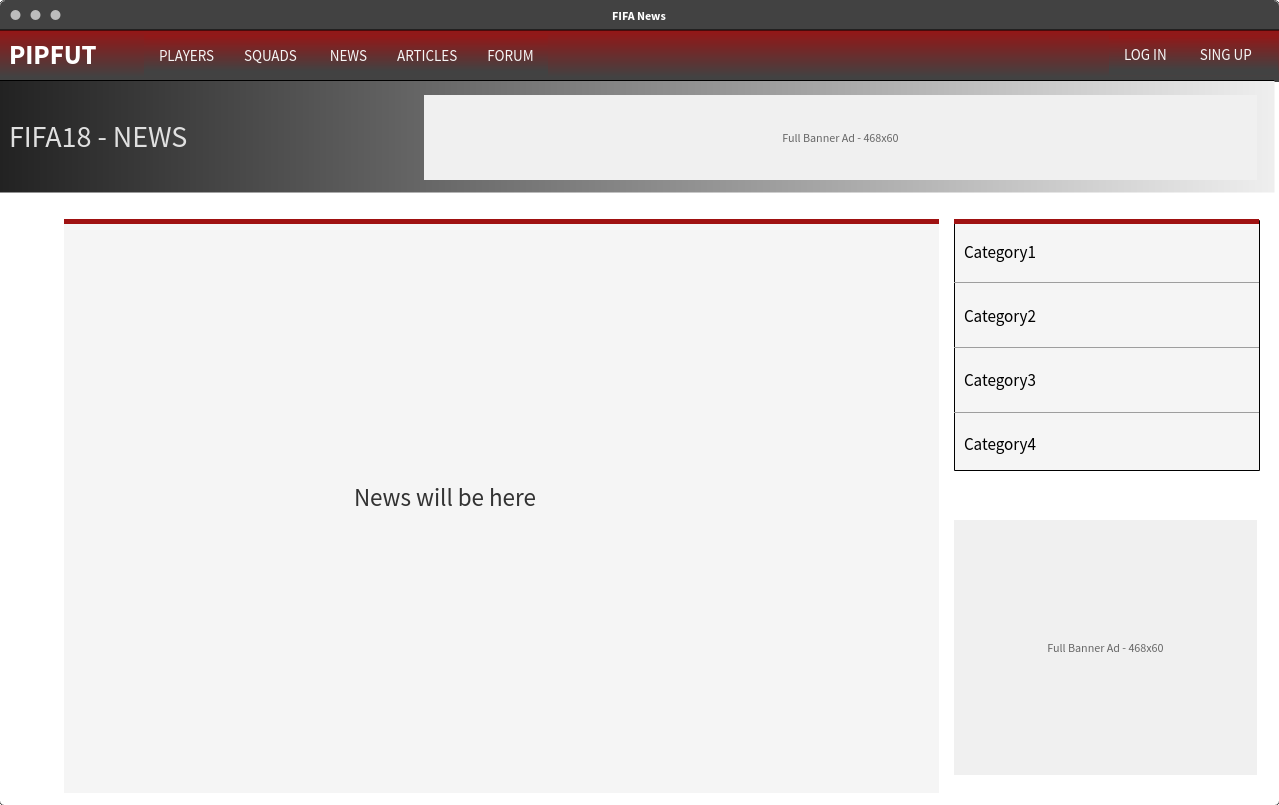 FIFA News
PIPFUT
PLAYERS
SQUADS
NEWS
ARTICLES
FORUM
LOG IN
SING UP
FIFA18 - NEWS
Full Banner Ad - 468x60
Category1
Category2
Category3
Category4
News will be here
Full Banner Ad - 468x60